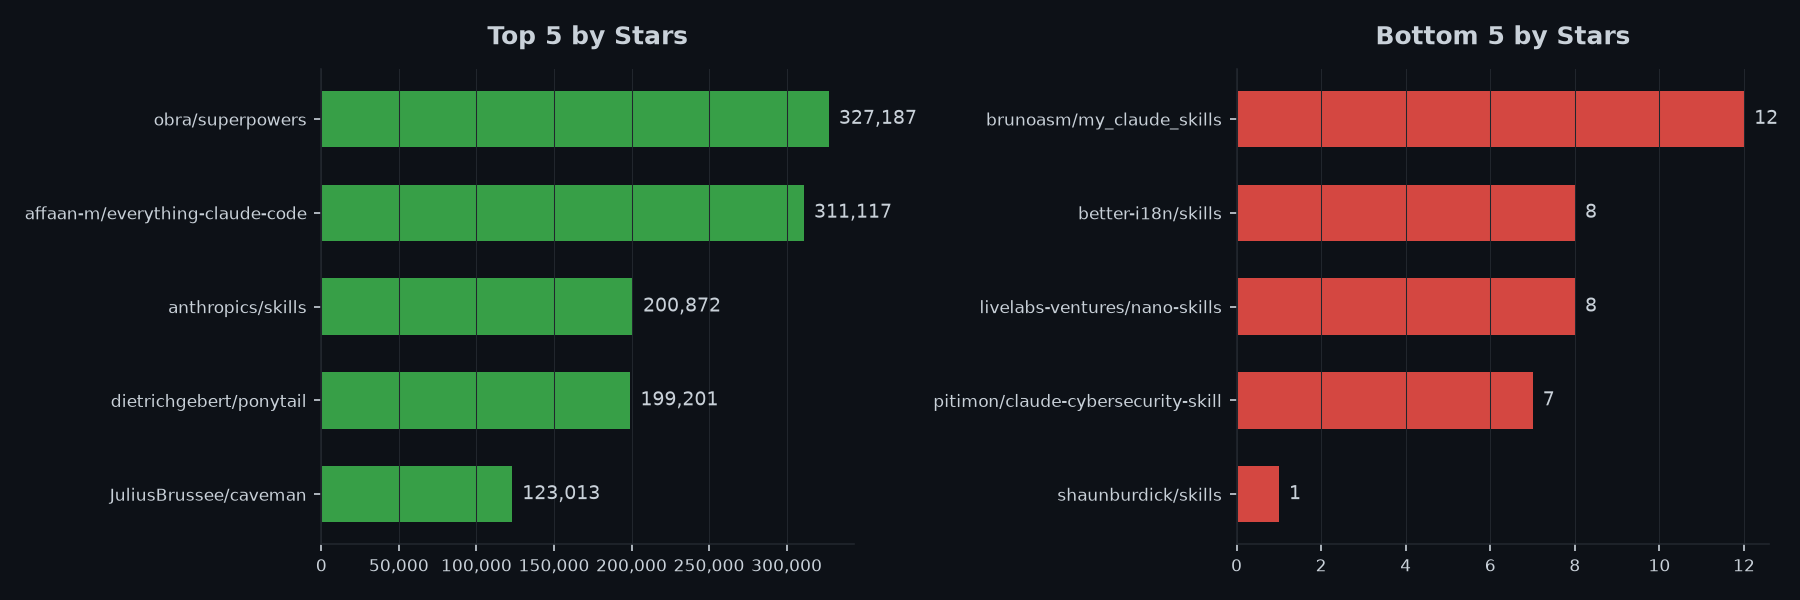 Top 5 by Stars
obra/superpowers 327,187
affaan-m/everything-claude-code 311,117
anthropics/skills 200,872
dietrichgebert/ponytail 199,201
JuliusBrussee/caveman 123,013
0 50,000 100,000 150,000 200,000 250,000 300,000
Bottom 5 by Stars
brunoasm/my_claude_skills 12
better-i18n/skills 8
livelabs-ventures/nano-skills 8
pitimon/claude-cybersecurity-skill 7
shaunburdick/skills 1
0 2 4 6 8 10 12